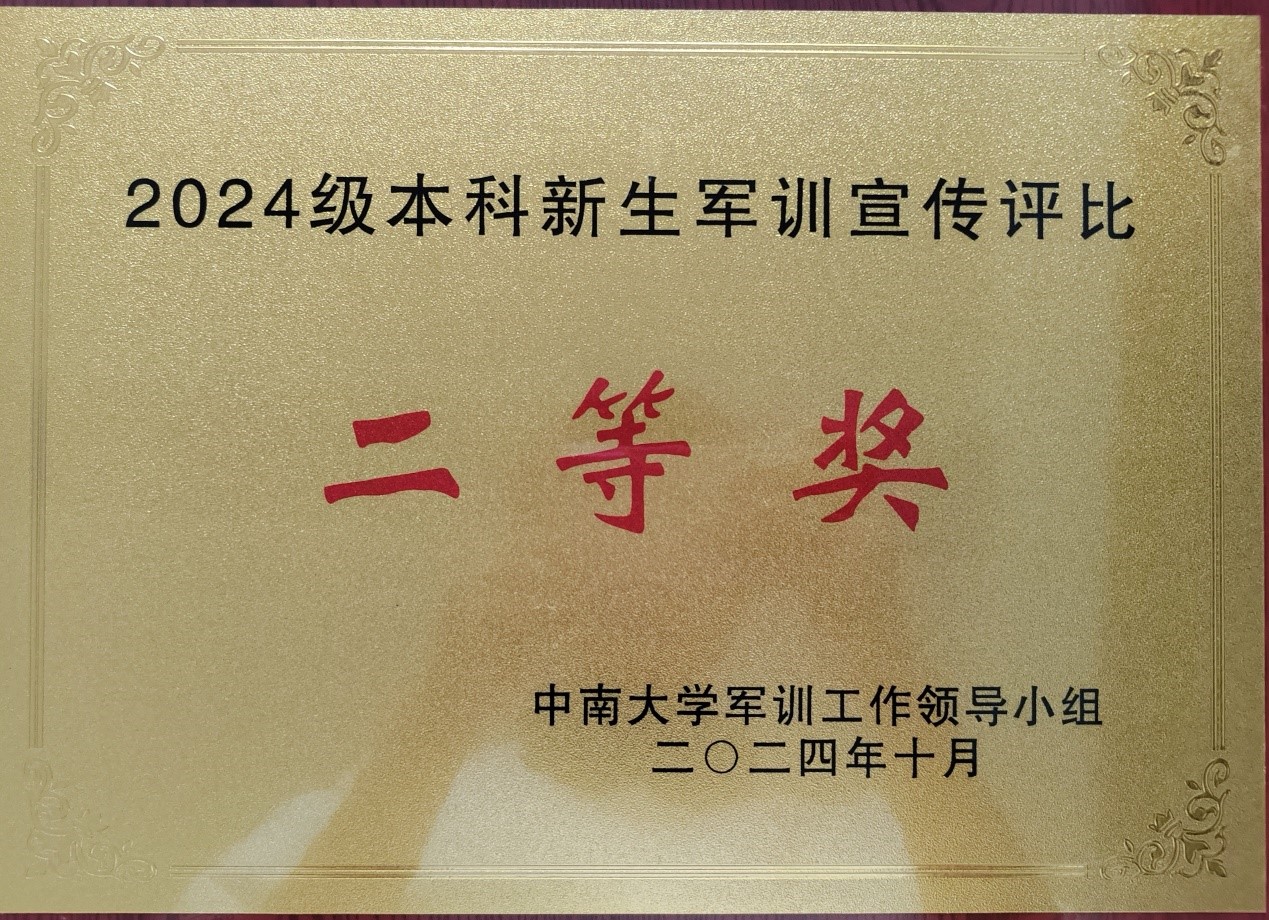 2024级本科新生军训宣传评比
二等奖
中南大学军训工作领导小组
二〇二四年十月